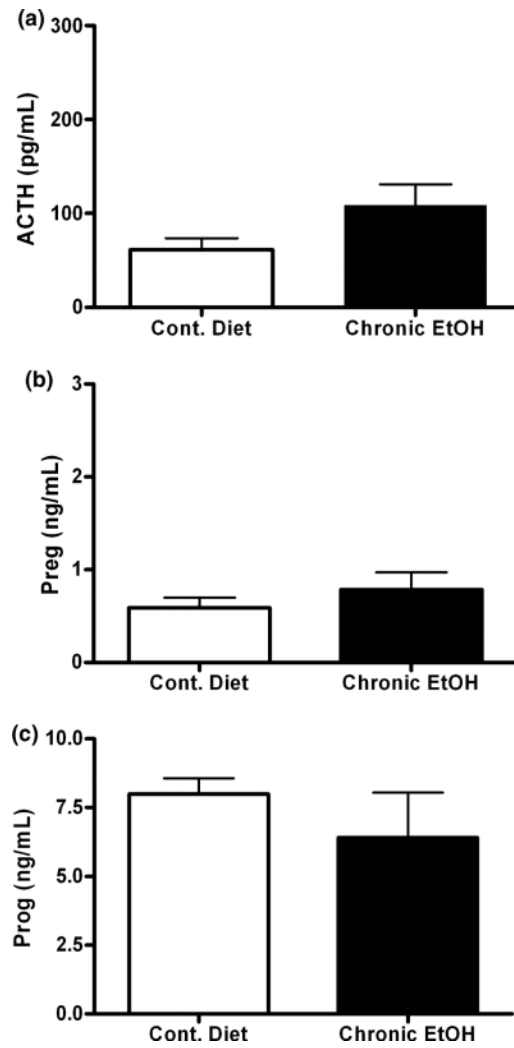 (a)
300
200
100
0
ACTH (pg/mL)
Cont. Diet Chronic EtOH
(b)
3
2
1
0
Preg (ng/mL)
Cont. Diet Chronic EtOH
(c)
10.0
7.5
5.0
2.5
0.0
Prog (ng/mL)
Cont. Diet Chronic EtOH